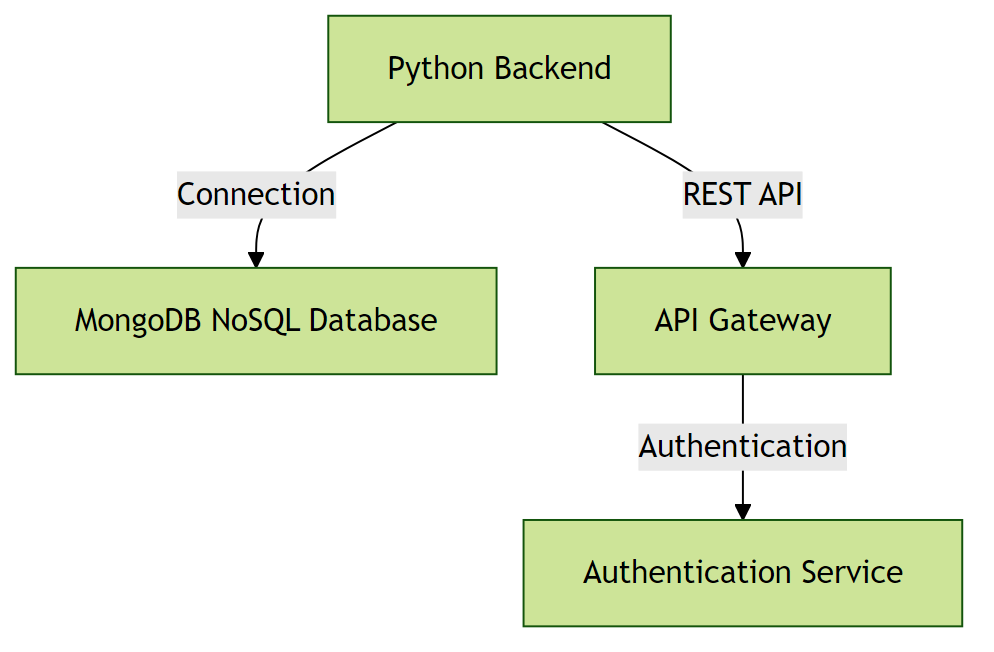 Python Backend
Connection
REST API
MongoDB NoSQL Database
API Gateway
Authentication
Authentication Service